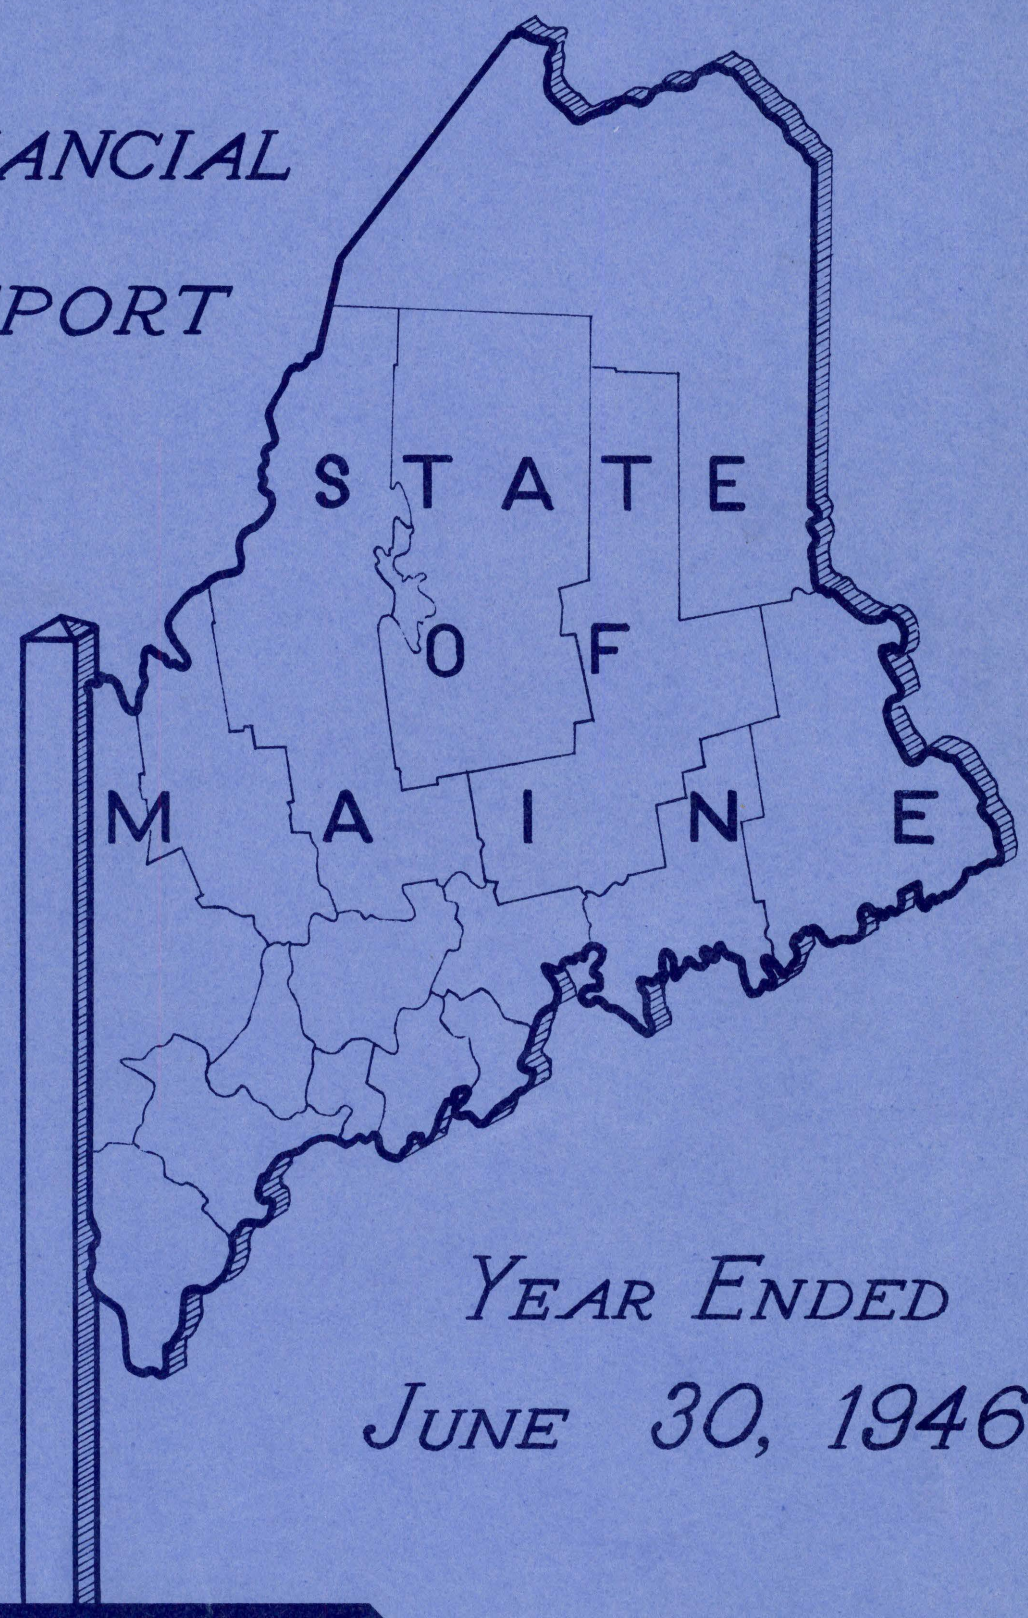 ANCIAL
PORT
STATE
OF
MAINE
YEAR ENDED
JUNE 30, 1946